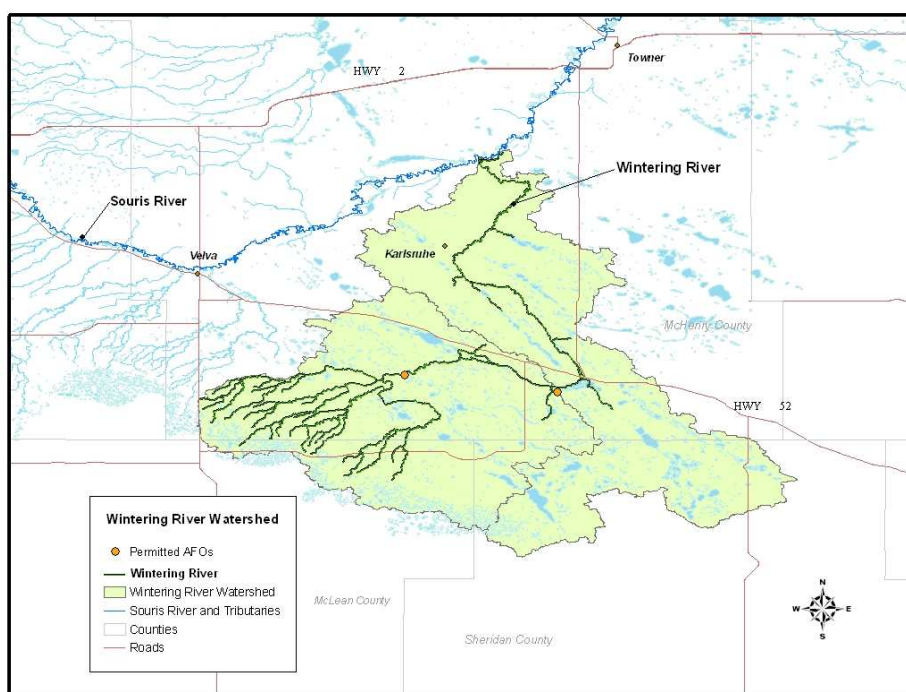 Towner
HWY 2
Wintering River
Souris River
Velva
Karlsruhe
McHenry County
HWY 52
Wintering River Watershed
Permitted AFOs
Wintering River
Wintering River Watershed
Souris River and Tributaries
Counties
Roads
McLean County
Sheridan County
N
W E
S